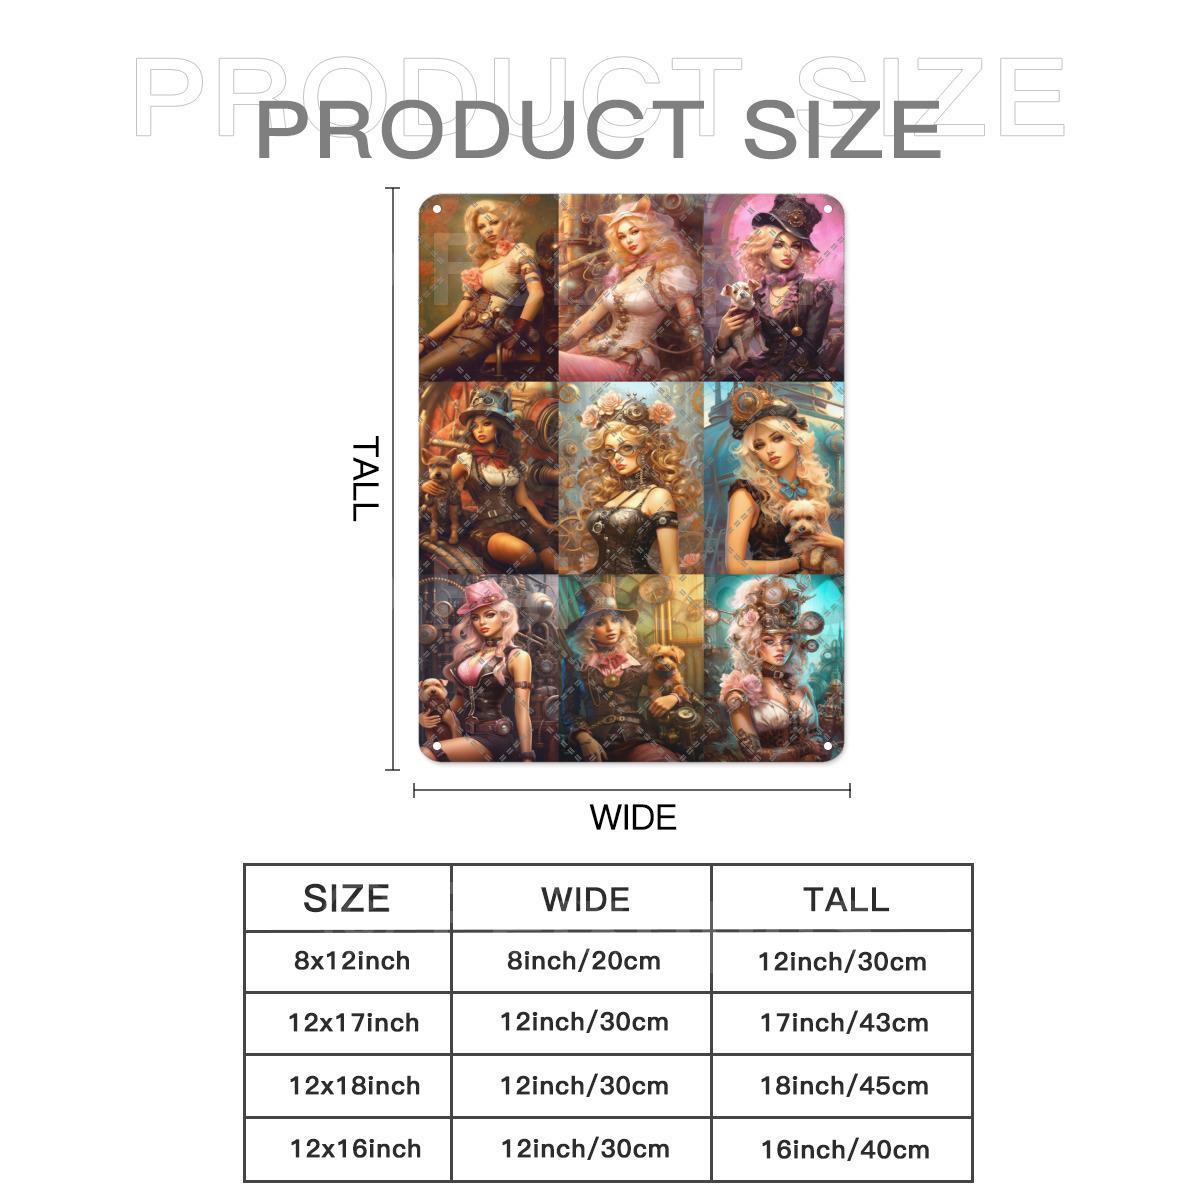 PRODUCT SIZE
PRODUCT SIZE
TALL
WIDE
SIZE WIDE TALL
8x12inch 8inch/20cm 12inch/30cm
12x17inch 12inch/30cm 17inch/43cm
12x18inch 12inch/30cm 18inch/45cm
12x16inch 12inch/30cm 16inch/40cm